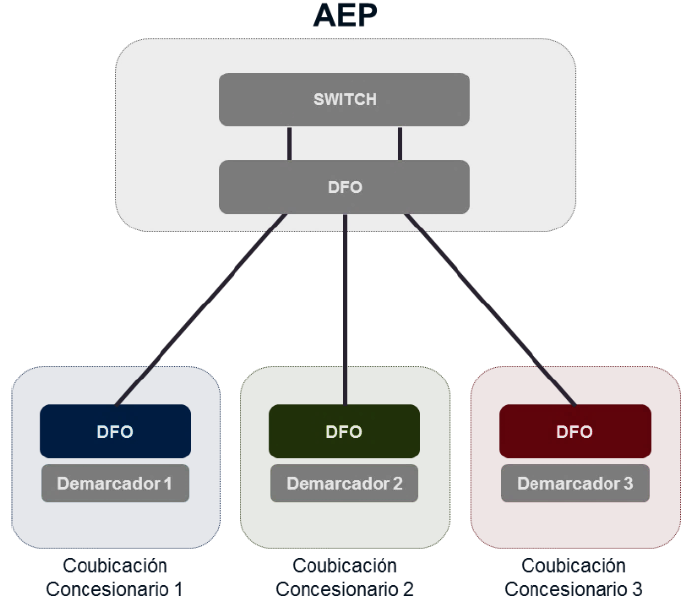 AEP
SWITCH
DFO
DFO
Demarcador 1
DFO
Demarcador 2
DFO
Demarcador 3
Coubicación
Concesionario 1
Coubicación
Concesionario 2
Coubicación
Concesionario 3